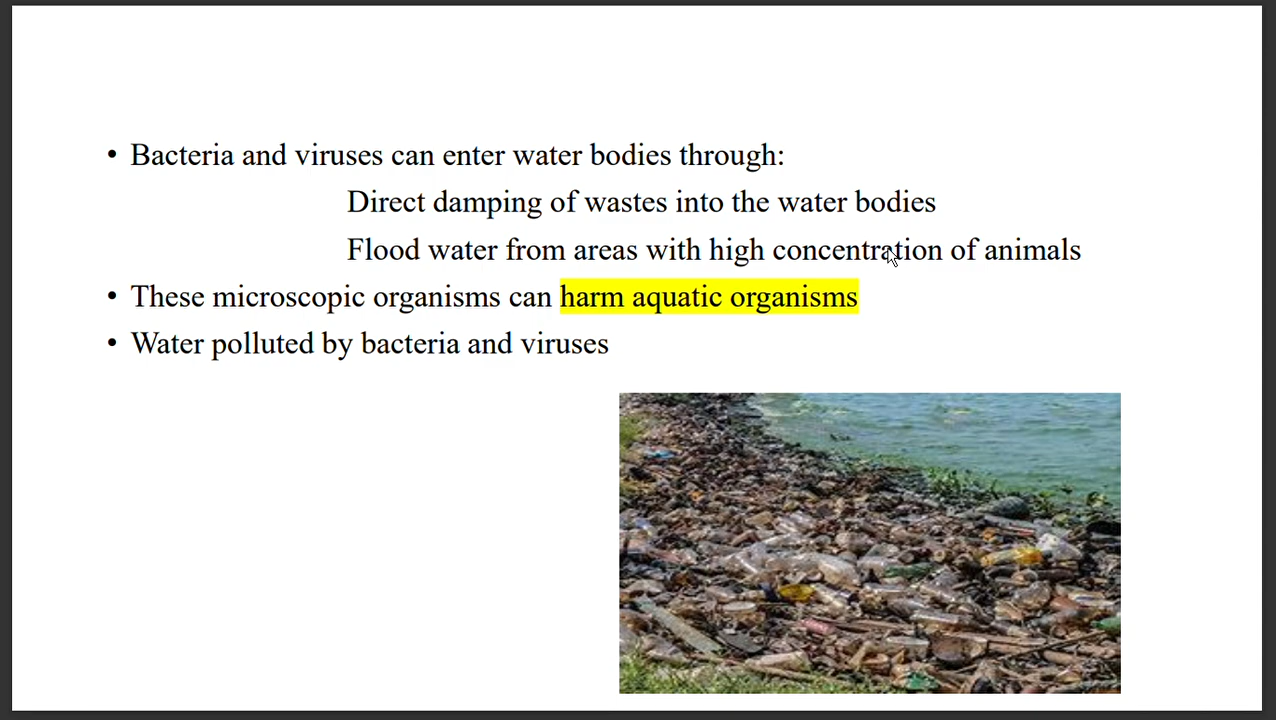 • Bacteria and viruses can enter water bodies through:
Direct damping of wastes into the water bodies
Flood water from areas with high concentration of animals
• These microscopic organisms can harm aquatic organisms
• Water polluted by bacteria and viruses